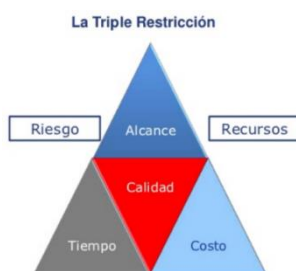 La Triple Restricción
Riesgo
Alcance
Recursos
Calidad
Tiempo
Costo